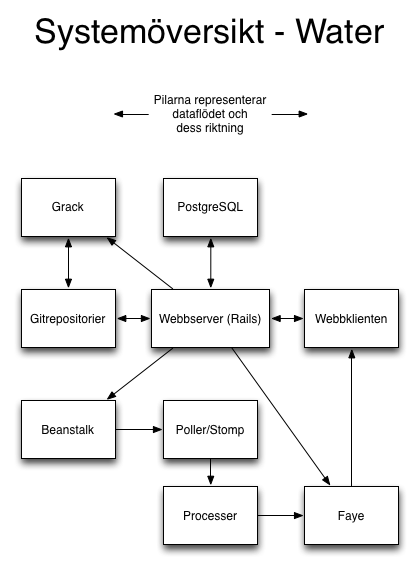 Systemöversikt - Water
Pilarna representerar
dataflödet och
dess riktning
Grack
PostgreSQL
Gitrepositorier
Webbserver (Rails)
Webbklienten
Beanstalk
Poller/Stomp
Processer
Faye